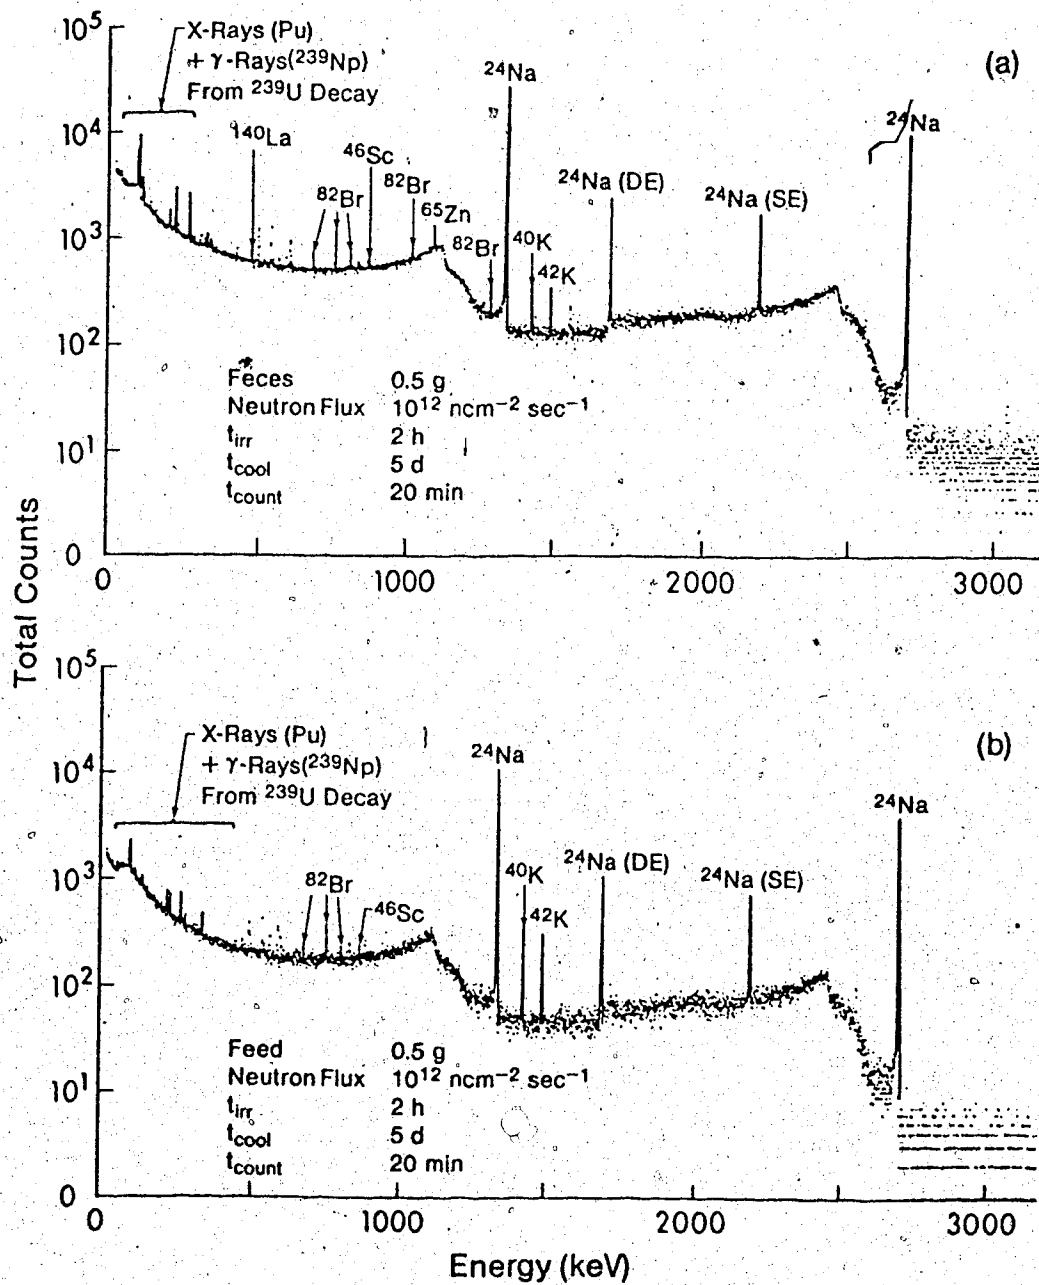 Total Counts
10⁵
10⁴
10³
10²
10¹
0
(a)
X-Rays (Pu)
+ γ-Rays(²³⁹Np)
From ²³⁹U Decay
¹⁴⁰La
⁸²Br
⁴⁶Sc
⁸²Br
⁶⁵Zn
⁸²Br
²⁴Na
⁴⁰K
⁴²K
²⁴Na (DE)
²⁴Na (SE)
²⁴Na
Feces 0.5 g
Neutron Flux 10¹² ncm⁻² sec⁻¹
tᵢᵣᵣ 2 h
t_cool 5 d
t_count 20 min
0 1000 2000 3000
10⁵
10⁴
10³
10²
10¹
0
(b)
X-Rays (Pu)
+ γ-Rays(²³⁹Np)
From ²³⁹U Decay
⁸²Br
⁴⁶Sc
²⁴Na
⁴⁰K
⁴²K
²⁴Na (DE)
²⁴Na (SE)
²⁴Na
Feed 0.5 g
Neutron Flux 10¹² ncm⁻² sec⁻¹
tᵢᵣᵣ 2 h
t_cool 5 d
t_count 20 min
0 1000 2000 3000
Energy (keV)